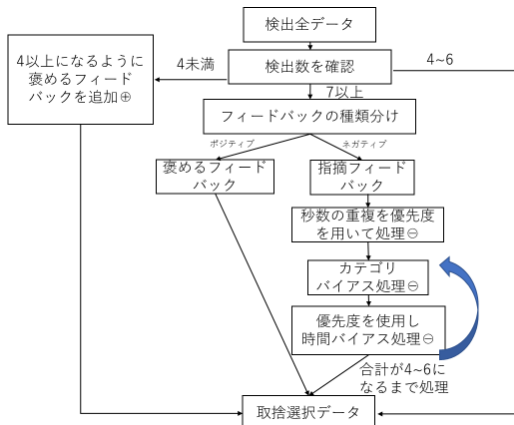 検出全データ
4以上になるように
褒めるフィード
バックを追加⊕
4未満
検出数を確認
4~6
7以上
フィードバックの種類分け
ポジティブ
ネガティブ
褒めるフィード
バック
指摘フィード
バック
秒数の重複を優先度
を用いて処理⊖
カテゴリ
バイアス処理⊖
優先度を使用し
時間バイアス処理⊖
合計が4~6に
なるまで処理
取捨選択データ